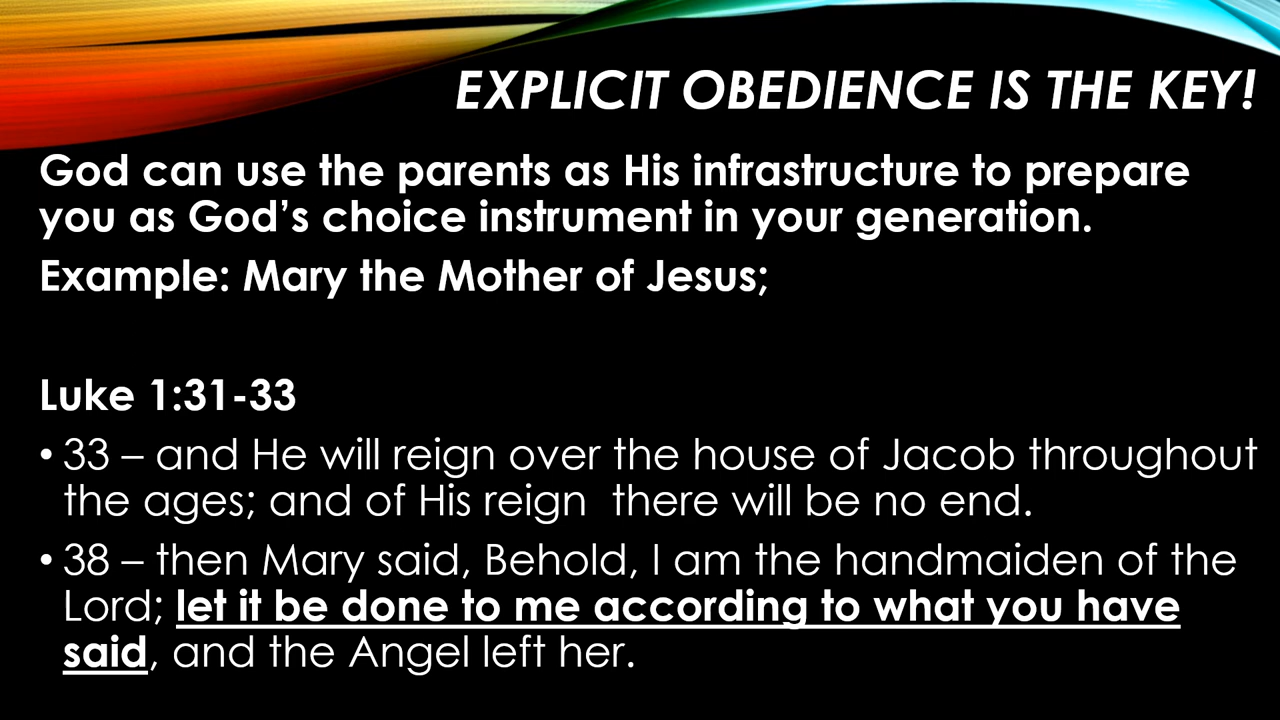 EXPLICIT OBEDIENCE IS THE KEY!
God can use the parents as His infrastructure to prepare
you as God’s choice instrument in your generation.
Example: Mary the Mother of Jesus;
Luke 1:31-33
• 33 – and He will reign over the house of Jacob throughout
the ages; and of His reign  there will be no end.
• 38 – then Mary said, Behold, I am the handmaiden of the
Lord; let it be done to me according to what you have
said, and the Angel left her.